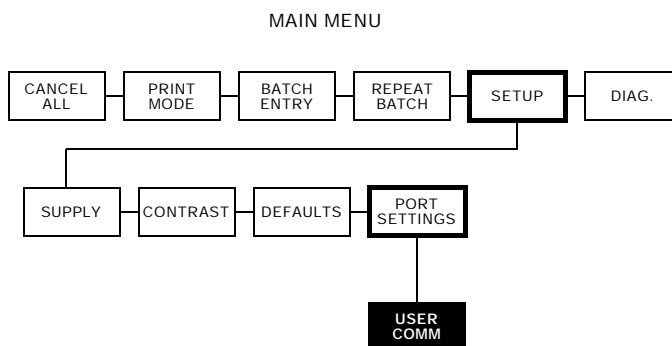 MAIN MENU
CANCEL
ALL
PRINT
MODE
BATCH
ENTRY
REPEAT
BATCH
SETUP
DIAG.
SUPPLY
CONTRAST
DEFAULTS
PORT
SETTINGS
USER
COMM